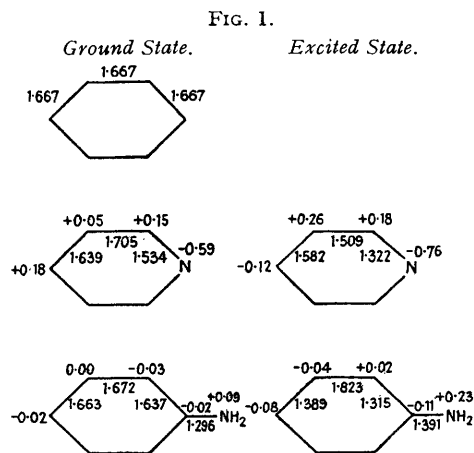 FIG. 1.
Ground State. Excited State.
1·667
1·667 1·667
+0·05 +0·15 +0·26 +0·18
1·705 1·509
+0·18 1·639 1·534 N -0·59 -0·12 1·582 1·322 N -0·76
0·00 -0·03 -0·04 +0·02
1·672 1·823
-0·02 1·663 1·637 -0·02 +0·09 NH2 -0·08 1·389 1·315 -0·11 +0·23 NH2
1·296 1·391